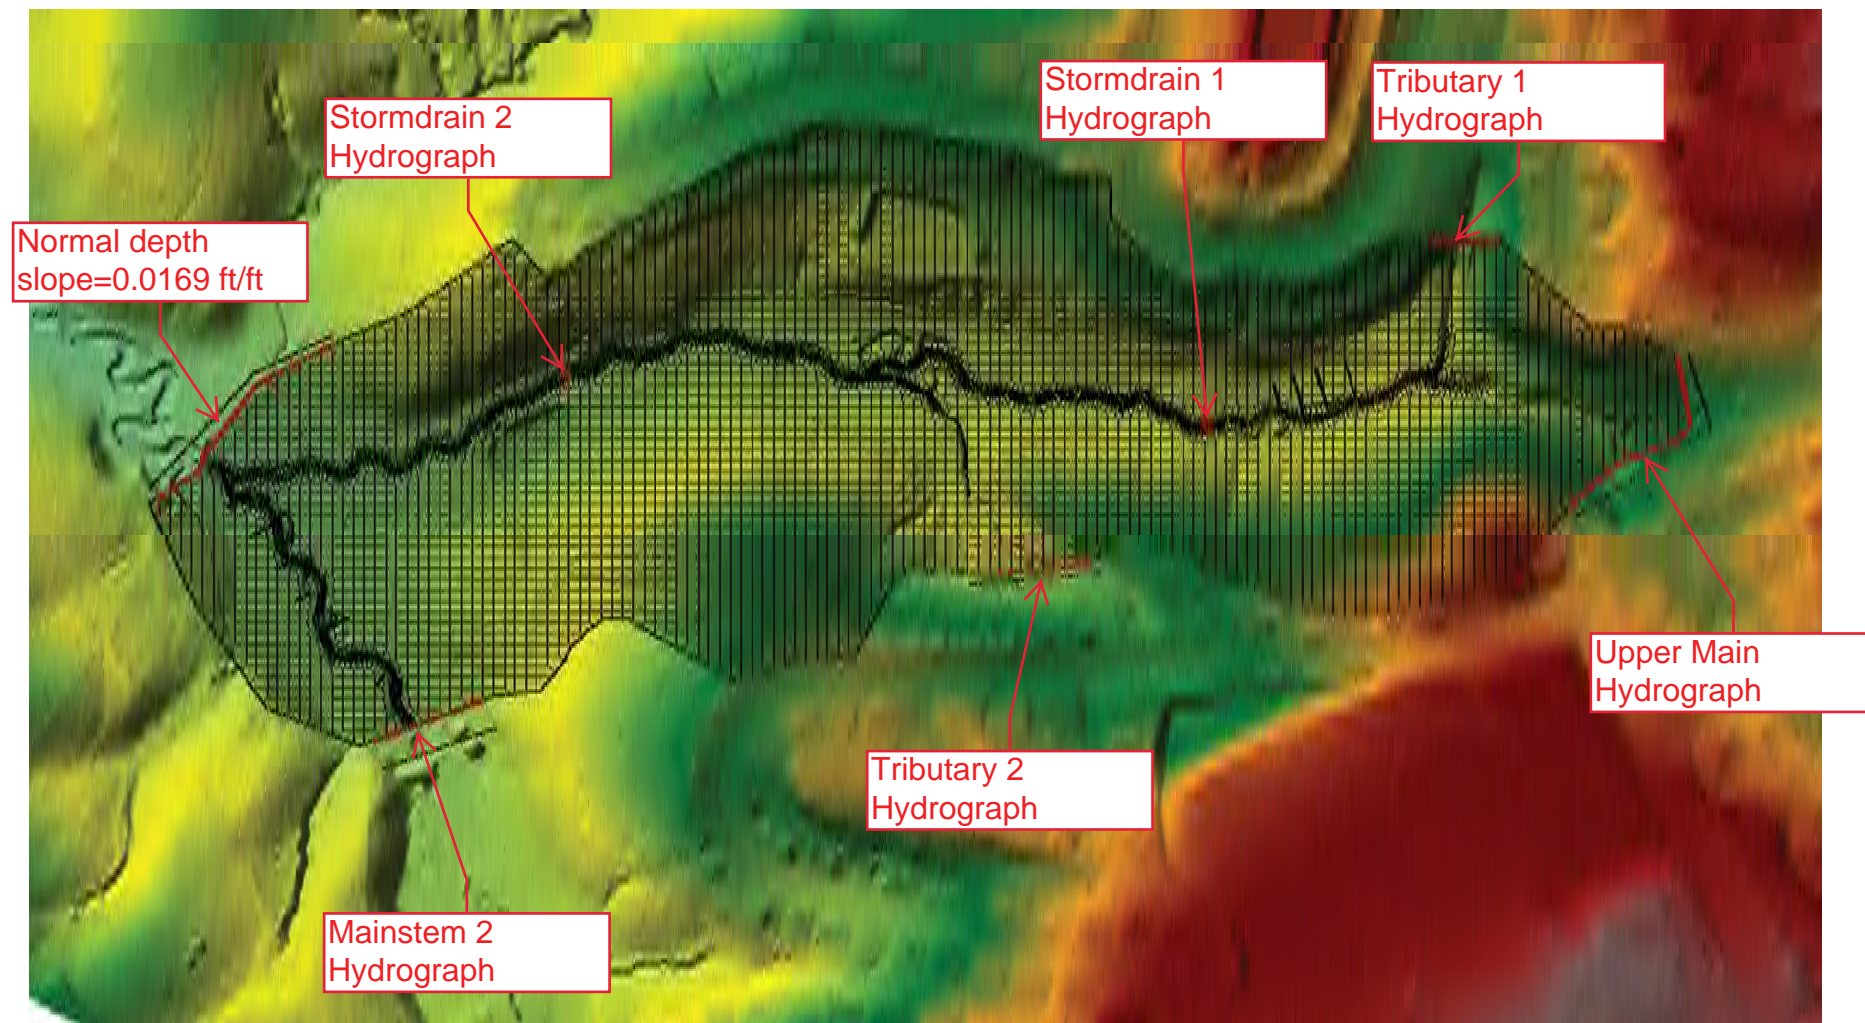 Stormdrain 1
Hydrograph
Tributary 1
Hydrograph
Stormdrain 2
Hydrograph
Normal depth
slope=0.0169 ft/ft
Upper Main
Hydrograph
Tributary 2
Hydrograph
Mainstem 2
Hydrograph